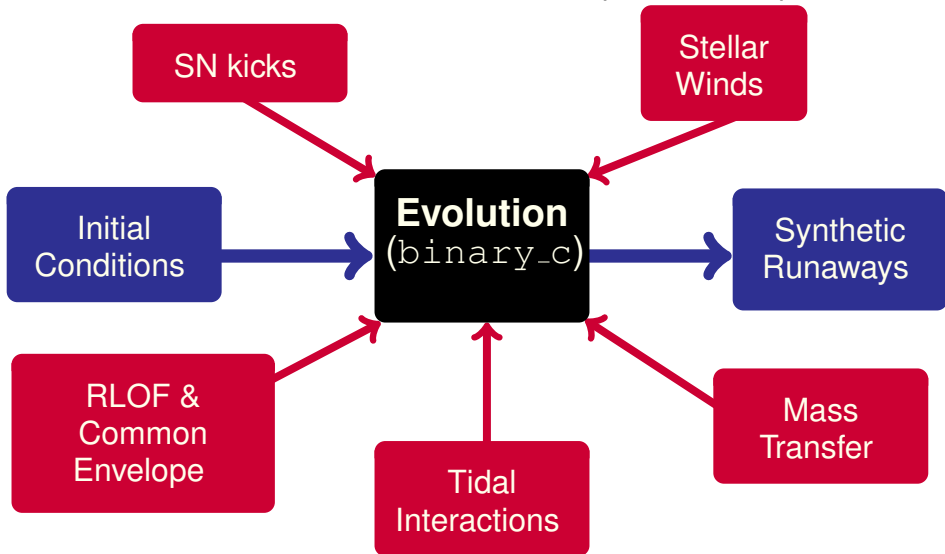 SN kicks
Stellar
Winds
Initial
Conditions
Evolution
(binary_c)
Synthetic
Runaways
RLOF &
Common
Envelope
Tidal
Interactions
Mass
Transfer